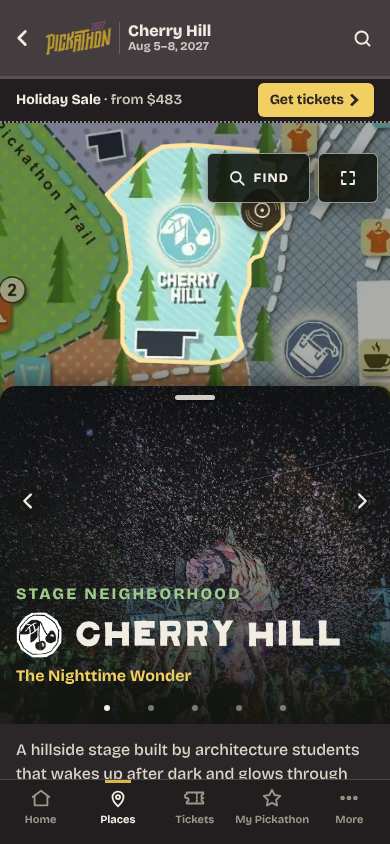 PICKATHON
Cherry Hill
Aug 5–8, 2027
Holiday Sale · from $483
Get tickets
ickathon Trail
FIND
CHERRY
HILL
2
2
STAGE NEIGHBORHOOD
CHERRY HILL
The Nighttime Wonder
A hillside stage built by architecture students
that wakes up after dark and glows through
Home
Places
Tickets
My Pickathon
More